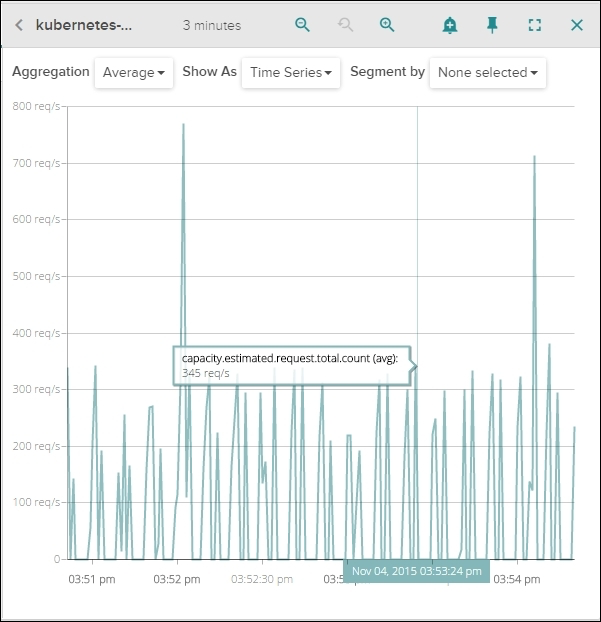 kubernetes-... 3 minutes
Aggregation Average Show As Time Series Segment by None selected
800 req/s
700 req/s
600 req/s
500 req/s
400 req/s
capacity.estimated.request.total.count (avg):
345 req/s
300 req/s
200 req/s
100 req/s
0
Nov 04, 2015 03:53:24 pm
03:51 pm 03:52 pm 03:52:30 pm 03:54 pm